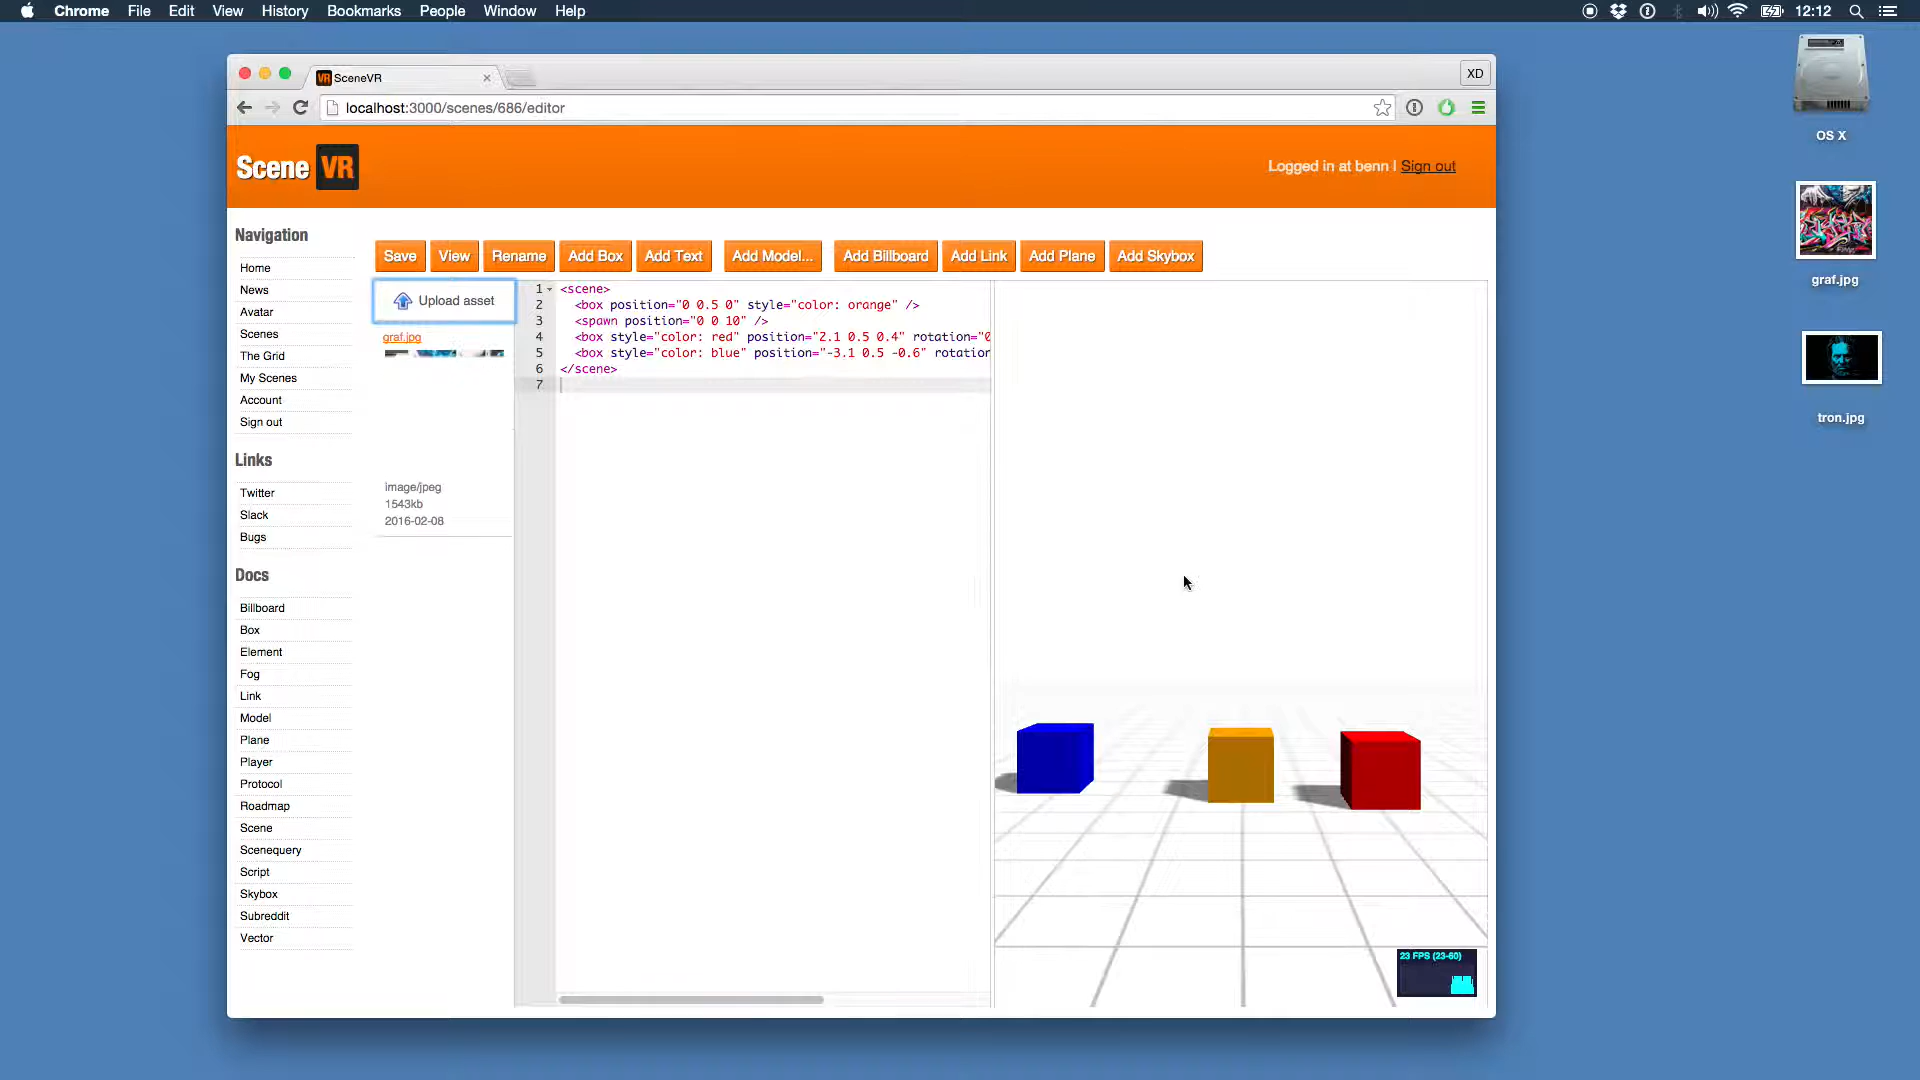 Chrome File Edit View History Bookmarks People Window Help 12:12
VR SceneVR XD
localhost:3000/scenes/686/editor
Scene VR
Logged in at benn | Sign out
Navigation
Home
News
Avatar
Scenes
The Grid
My Scenes
Account
Sign out
Links
Twitter
Slack
Bugs
Docs
Billboard
Box
Element
Fog
Link
Model
Plane
Player
Protocol
Roadmap
Scene
Scenequery
Script
Skybox
Subreddit
Vector
Save View Rename Add Box Add Text Add Model... Add Billboard Add Link Add Plane Add Skybox
Upload asset
graf.jpg
image/jpeg
1543kb
2016-02-08
1 <scene>
2 <box position="0 0.5 0" style="color: orange" />
3 <spawn position="0 0 10" />
4 <box style="color: red" position="2.1 0.5 0.4" rotation="0
5 <box style="color: blue" position="-3.1 0.5 -0.6" rotation
6 </scene>
7
23 FPS (23-60)
OS X
graf.jpg
tron.jpg